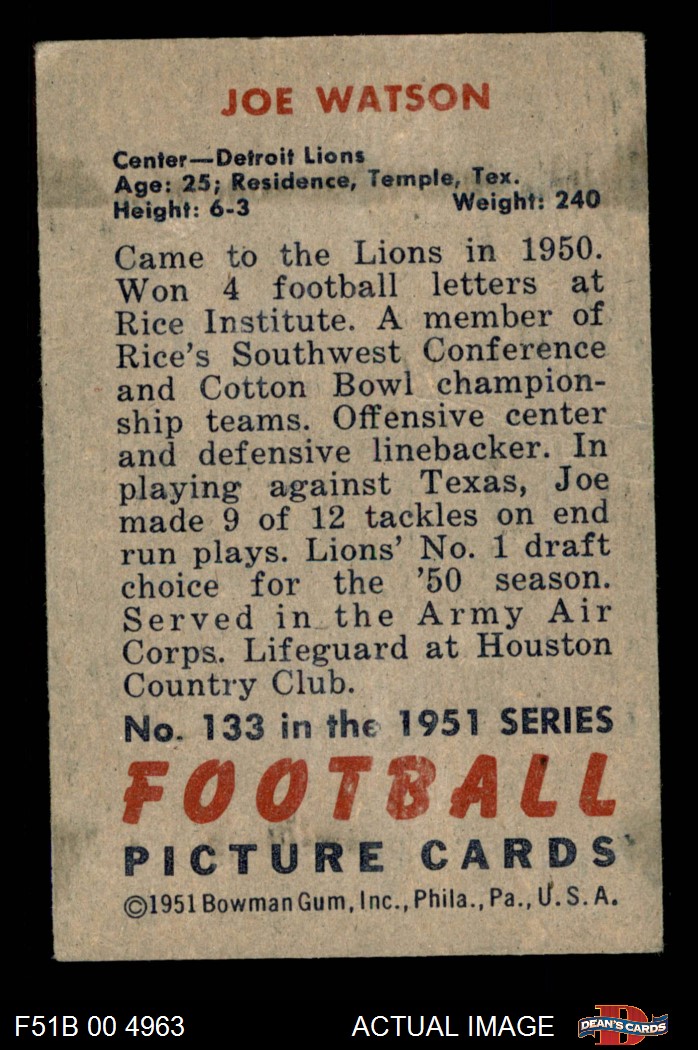 JOE WATSON
Center—Detroit Lions
Age: 25; Residence, Temple, Tex.
Height: 6-3 Weight: 240
Came to the Lions in 1950.
Won 4 football letters at
Rice Institute. A member of
Rice's Southwest Conference
and Cotton Bowl champion-
ship teams. Offensive center
and defensive linebacker. In
playing against Texas, Joe
made 9 of 12 tackles on end
run plays. Lions' No. 1 draft
choice for the '50 season.
Served in the Army Air
Corps. Lifeguard at Houston
Country Club.
No. 133 in the 1951 SERIES
FOOTBALL
PICTURE CARDS
©1951 Bowman Gum, Inc., Phila., Pa., U.S.A.
F51B 00 4963 ACTUAL IMAGE D DEAN'S CARDS